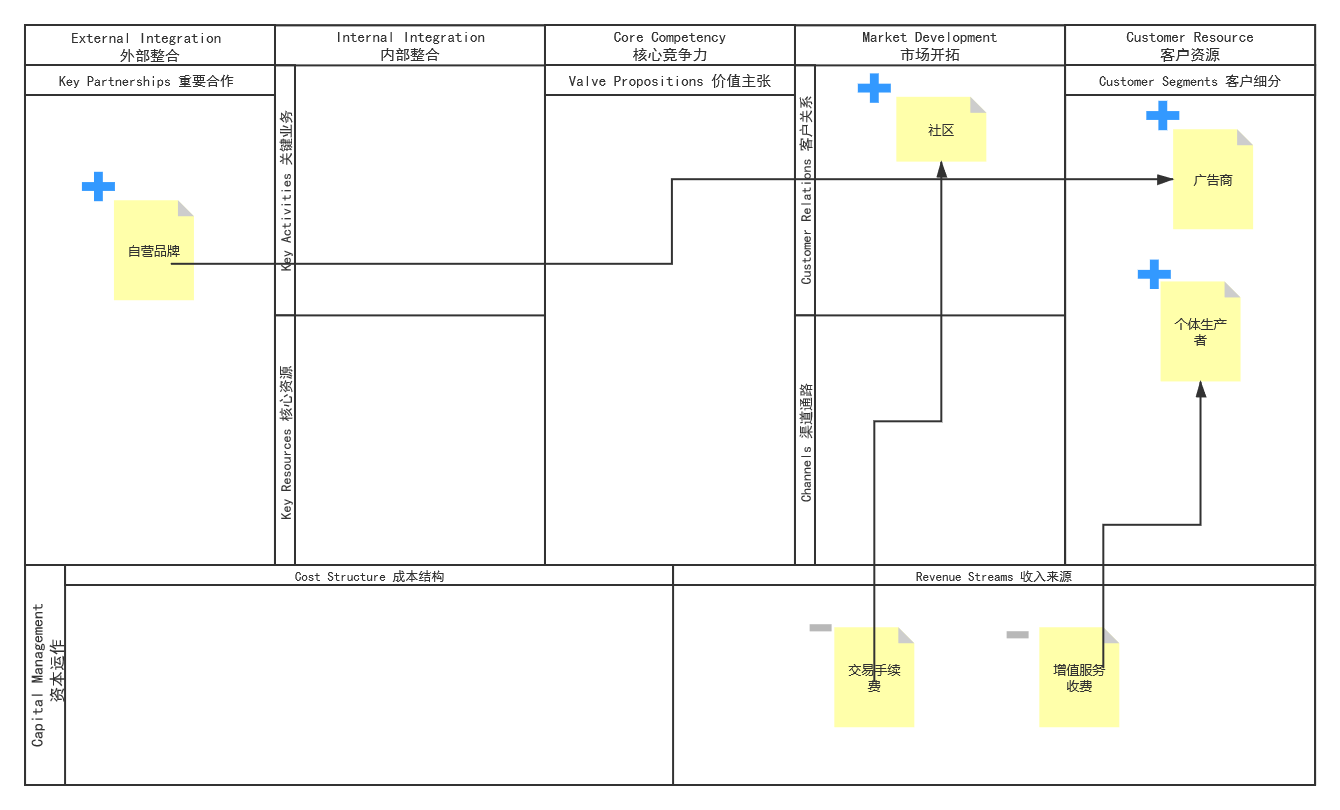 External Integration
外部整合
Internal Integration
内部整合
Core Competency
核心竞争力
Market Development
市场开拓
Customer Resource
客户资源
Key Partnerships 重要合作
Key Activities 关键业务
Valve Propositions 价值主张
Customer Relations 客户关系
Customer Segments 客户细分
社区
广告商
自营品牌
个体生产
者
Key Resources 核心资源
Channels 渠道通路
Capital Management
资本运作
Cost Structure 成本结构
Revenue Streams 收入来源
交易手续
费
增值服务
收费